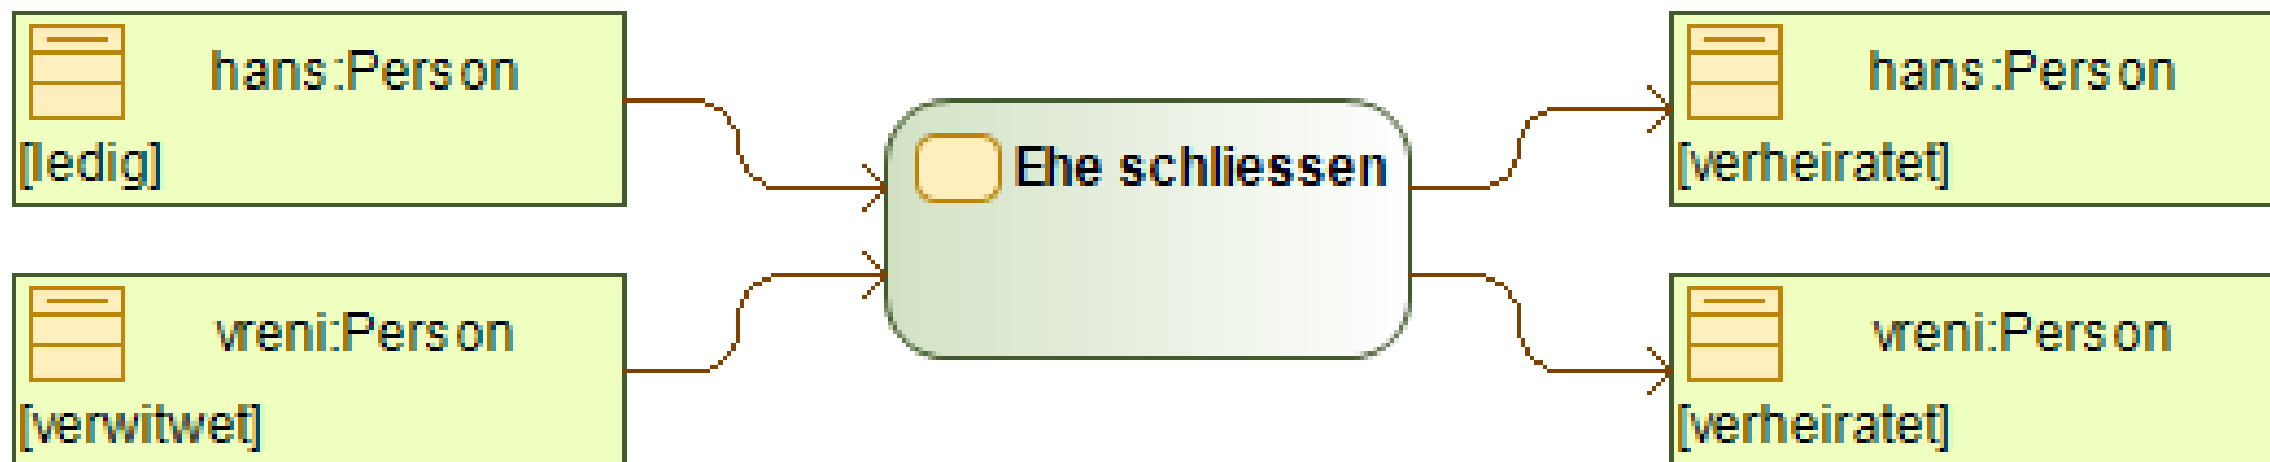 hans:Person
[ledig]
vreni:Person
[verwitwet]
Ehe schliessen
hans:Person
[verheiratet]
vreni:Person
[verheiratet]